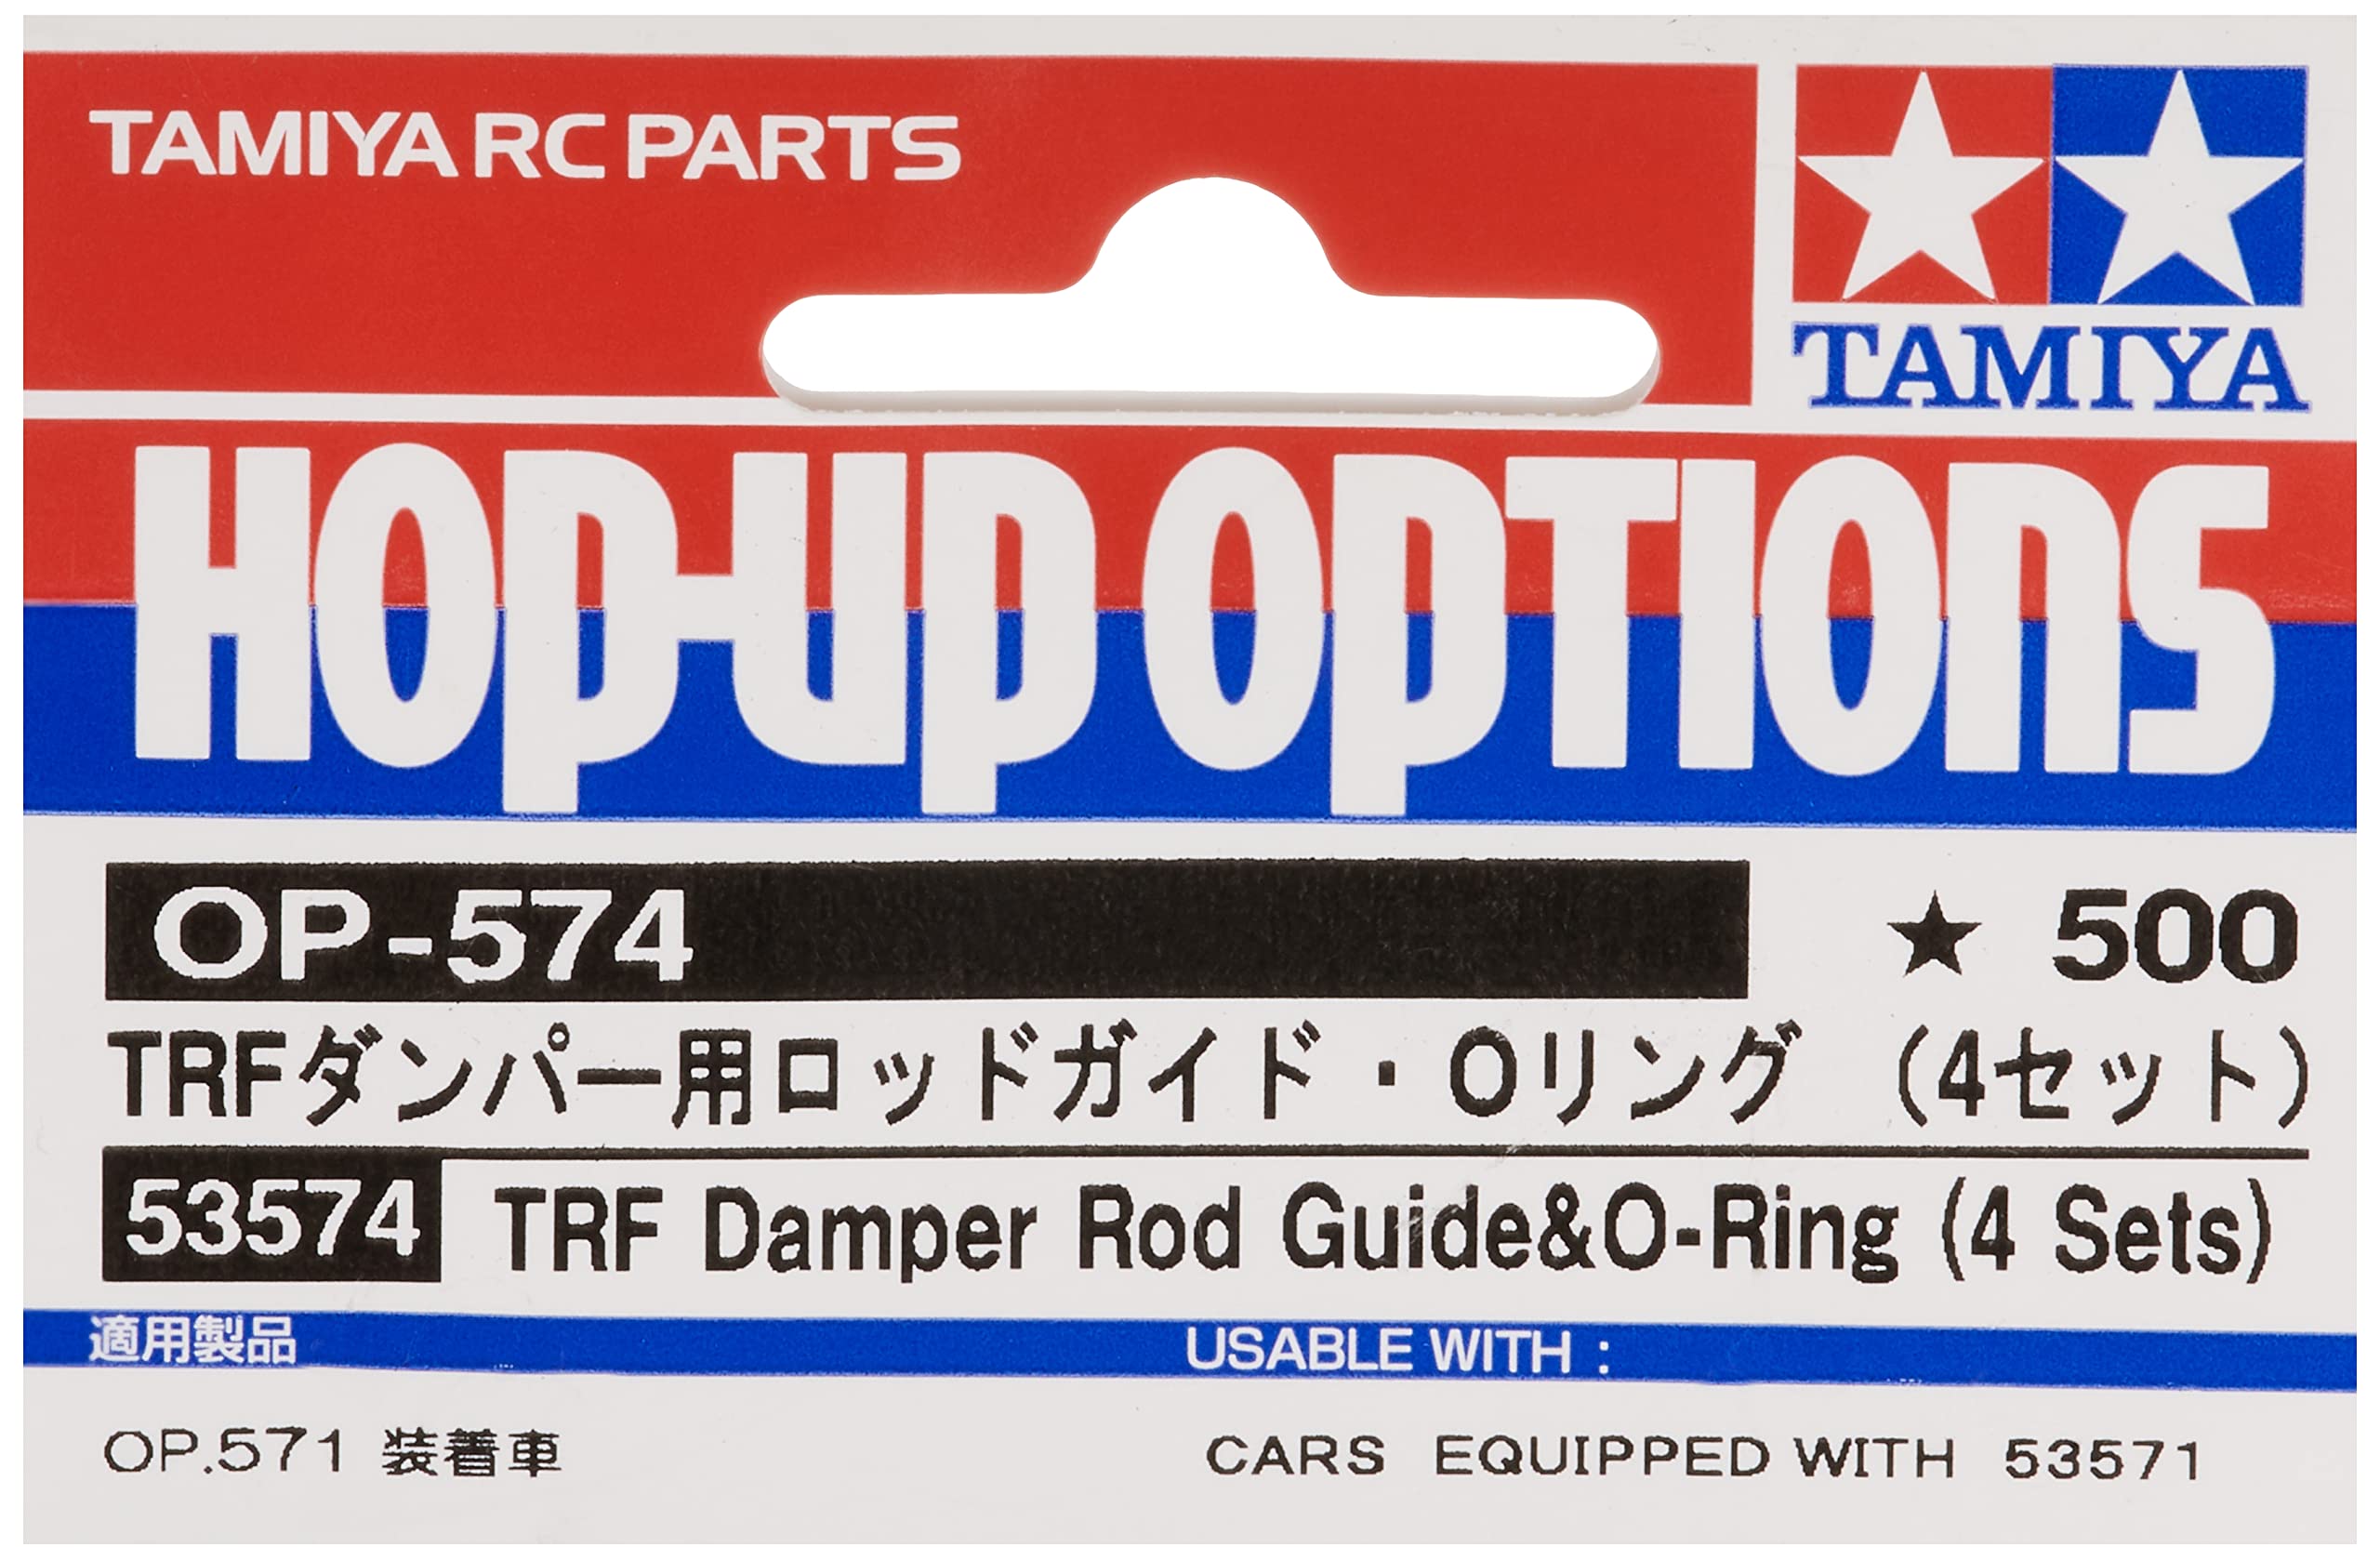 TAMIYA RC PARTS
TAMIYA
HOP-UP OPTIONS
OP-574 ★ 500
TRFダンパー用ロッドガイド・Oリング (4セット)
53574 TRF Damper Rod Guide&O-Ring (4 Sets)
適用製品 USABLE WITH :
OP.571 装着車 CARS EQUIPPED WITH 53571